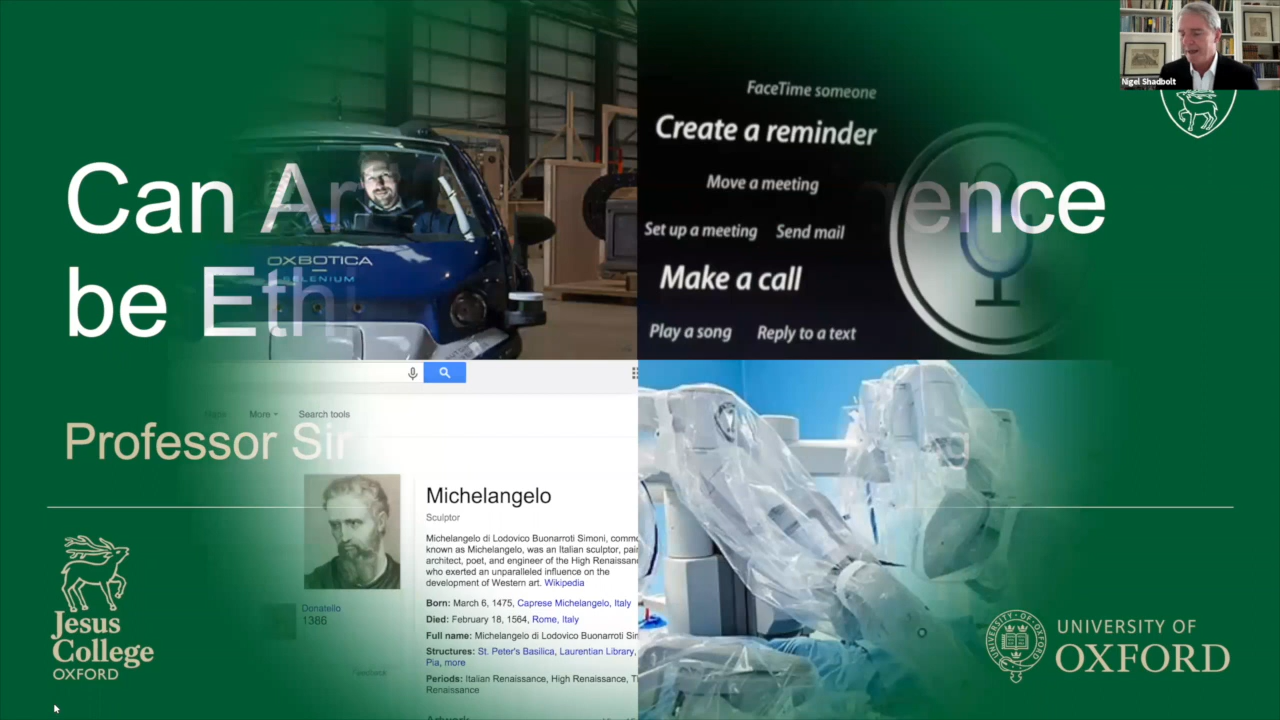 Nigel Shadbolt
Can Ar
ence
be Eth
Professor Sir
OXBOTICA
SELENIUM
FaceTime someone
Create a reminder
Move a meeting
Set up a meeting Send mail
Make a call
Play a song Reply to a text
More Search tools
Michelangelo
Sculptor
Michelangelo di Lodovico Buonarroti Simoni, commo
known as Michelangelo, was an Italian sculptor, pain
architect, poet, and engineer of the High Renaissanc
who exerted an unparalleled influence on the
development of Western art. Wikipedia
Born: March 6, 1475, Caprese Michelangelo, Italy
Died: February 18, 1564, Rome, Italy
Full name: Michelangelo di Lodovico Buonarroti Sim
Structures: St. Peter's Basilica, Laurentian Library,
Pia, more
Periods: Italian Renaissance, High Renaissance, T
Renaissance
Donatello
1386
Jesus
College
OXFORD
UNIVERSITY OF
OXFORD